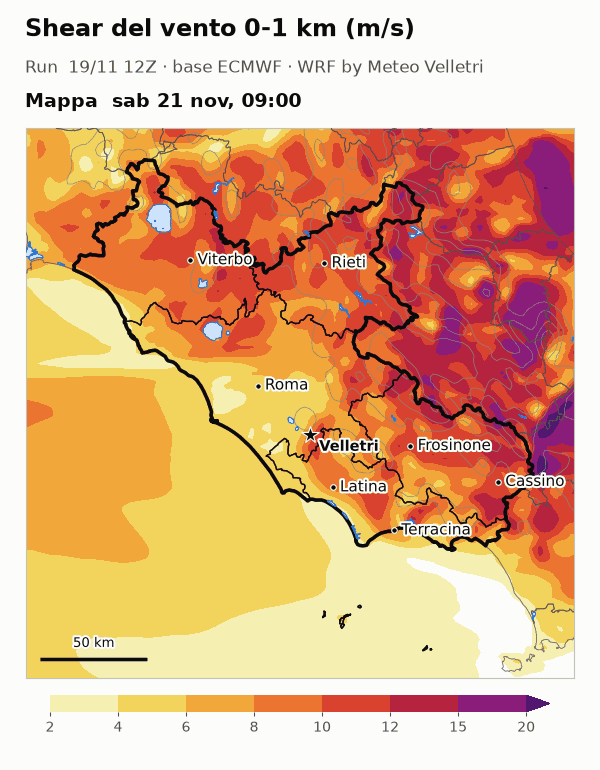 Shear del vento 0-1 km (m/s)
Run  19/11 12Z · base ECMWF · WRF by Meteo Velletri
Mappa  sab 21 nov, 09:00
Viterbo
Rieti
Roma
Velletri
Frosinone
Cassino
Latina
Terracina
50 km
2 4 6 8 10 12 15 20